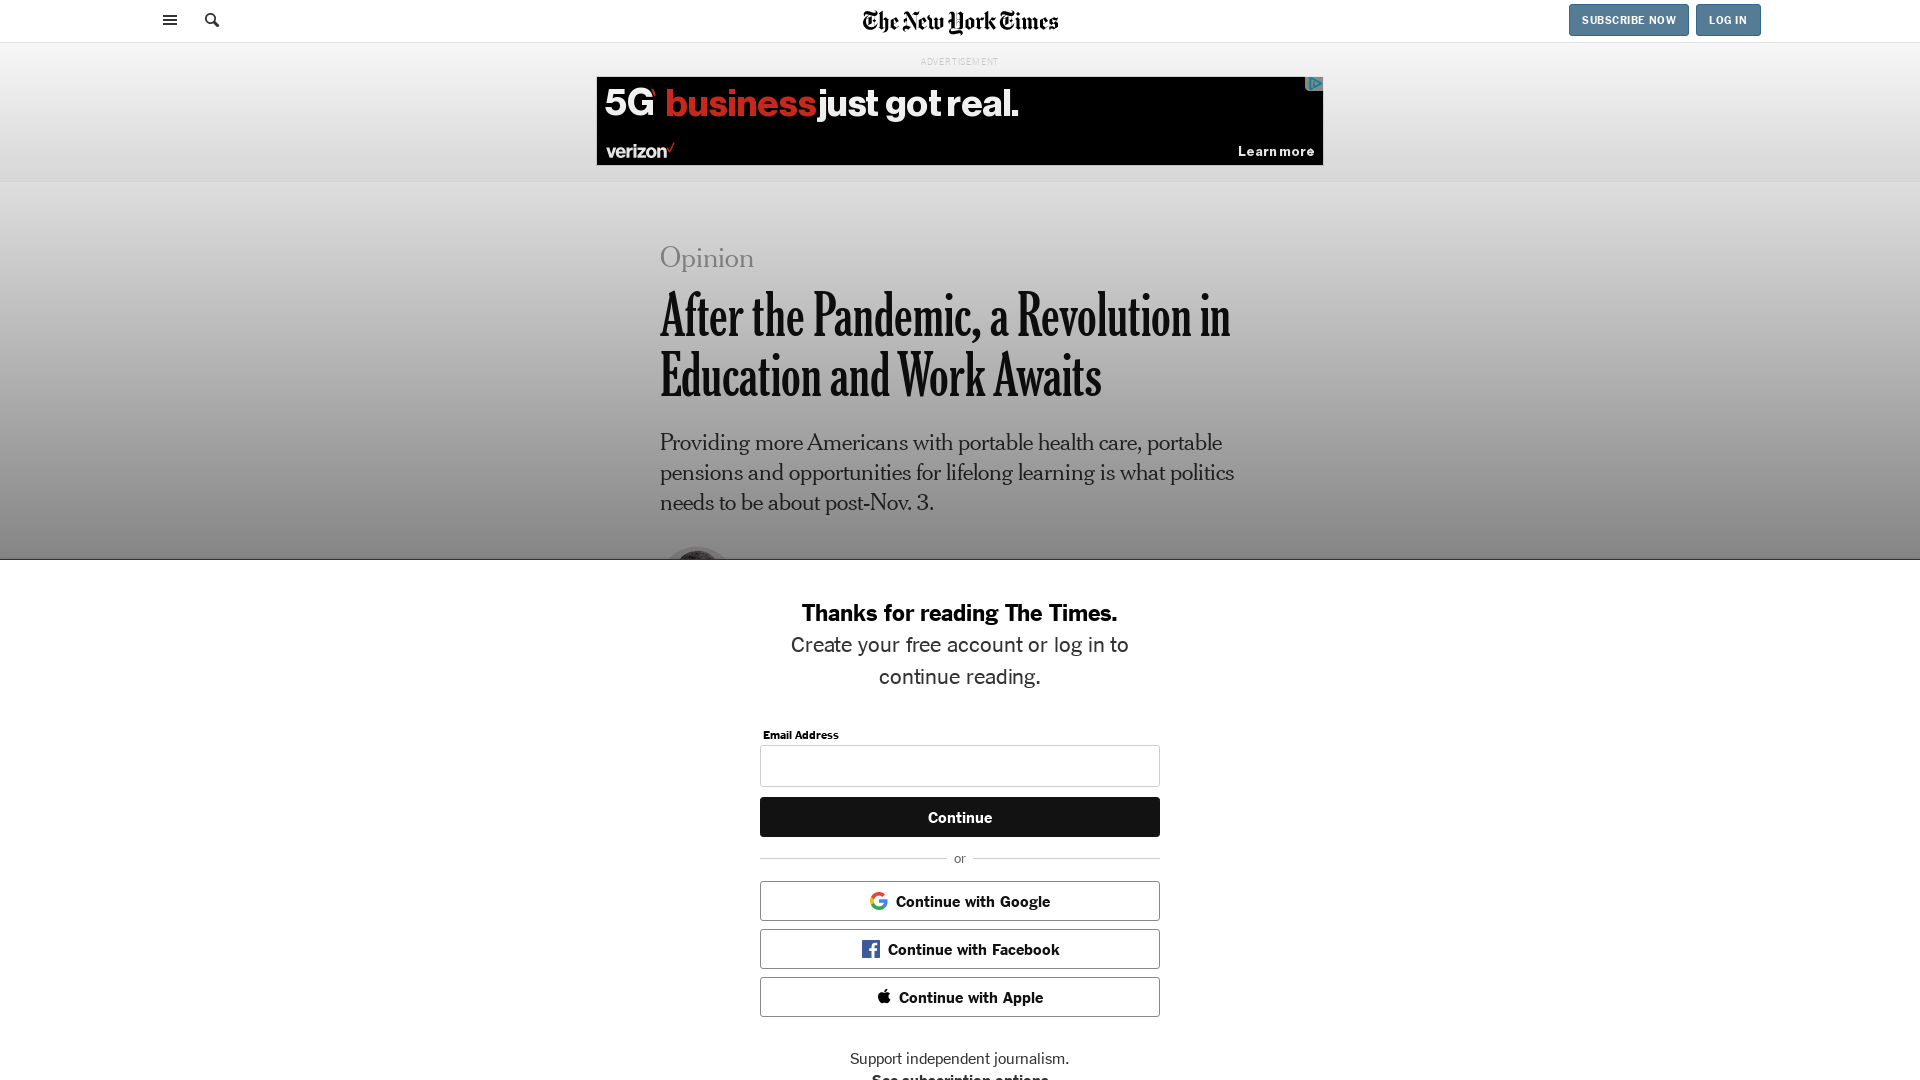 The New York Times
SUBSCRIBE NOW
LOG IN
ADVERTISEMENT
5G business just got real.
verizon
Learn more
Opinion
After the Pandemic, a Revolution in
Education and Work Awaits
Providing more Americans with portable health care, portable
pensions and opportunities for lifelong learning is what politics
needs to be about post-Nov. 3.
Thanks for reading The Times.
Create your free account or log in to
continue reading.
Email Address
Continue
or
Continue with Google
Continue with Facebook
Continue with Apple
Support independent journalism.
See subscription options